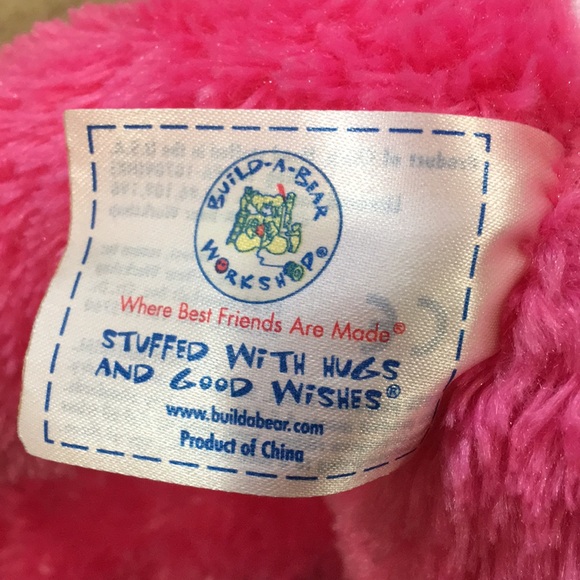 BUILD-A-BEAR
WORKSHOP®
Where Best Friends Are Made®
STUFFED WITH HUGS
AND GOOD WISHES®
www.buildabear.com
Product of China